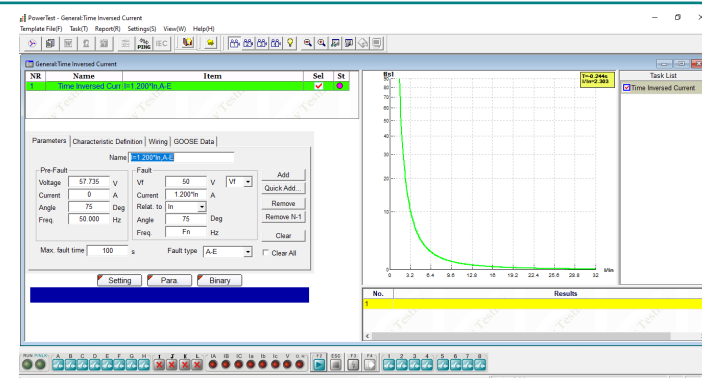 PowerTest - General:Time Inversed Current
Template File(F) Task(T) Report(R) Settings(S) View(W) Help(H)
PING IEC
General:Time Inversed Current
NR Name Item Sel St
1 Time Inversed Curr I=1.200*In,A-E
Parameters Characteristic Definition Wiring GOOSE Data
Name I=1.200*In,A-E
Pre-Fault Fault
Voltage 57.735 V Vf 50 V Vf Add
Quick Add...
Current 0 A Current 1.200*In A
Angle 75 Deg Relat. to In Remove
Freq. 50.000 Hz Angle 75 Deg Remove N-1
Freq. Fn Hz Clear
Max. fault time 100 s Fault type A-E Clear All
Setting Para. Binary
t[s]
T=-0.244s
I/In=2.303
60
50
40
30
20
10
0 3.2 6.4 9.6 12.8 16 19.2 22.4 25.6 28.8 32 I/In
Task List
Time Inversed Current
No. Results
1
RUN A B C D E F G H I J K L IA IB IC Ia Ib Ic V F2 ESC F3 F4 1 2 3 4 5 6 7 8